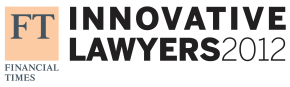 FT
FINANCIAL
TIMES
INNOVATIVE
LAWYERS2012